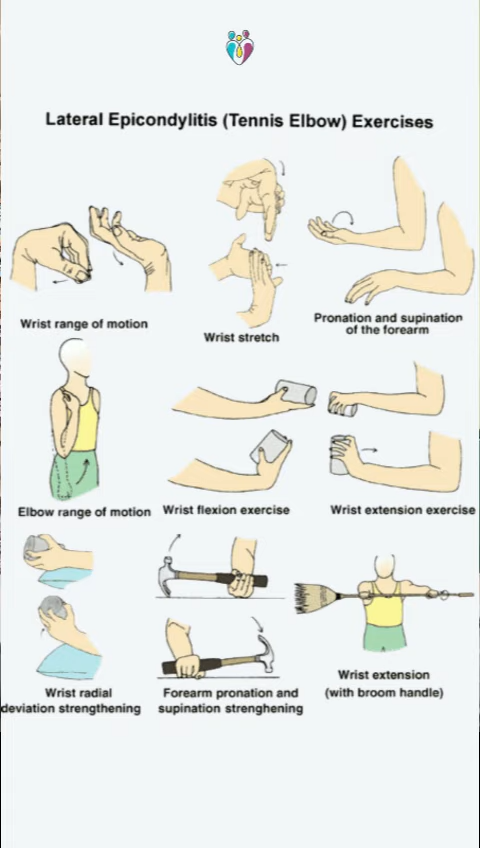 Lateral Epicondylitis (Tennis Elbow) Exercises
Wrist range of motion
Wrist stretch
Pronation and supination
of the forearm
Elbow range of motion
Wrist flexion exercise
Wrist extension exercise
Wrist radial
deviation strengthening
Forearm pronation and
supination strenghening
Wrist extension
(with broom handle)